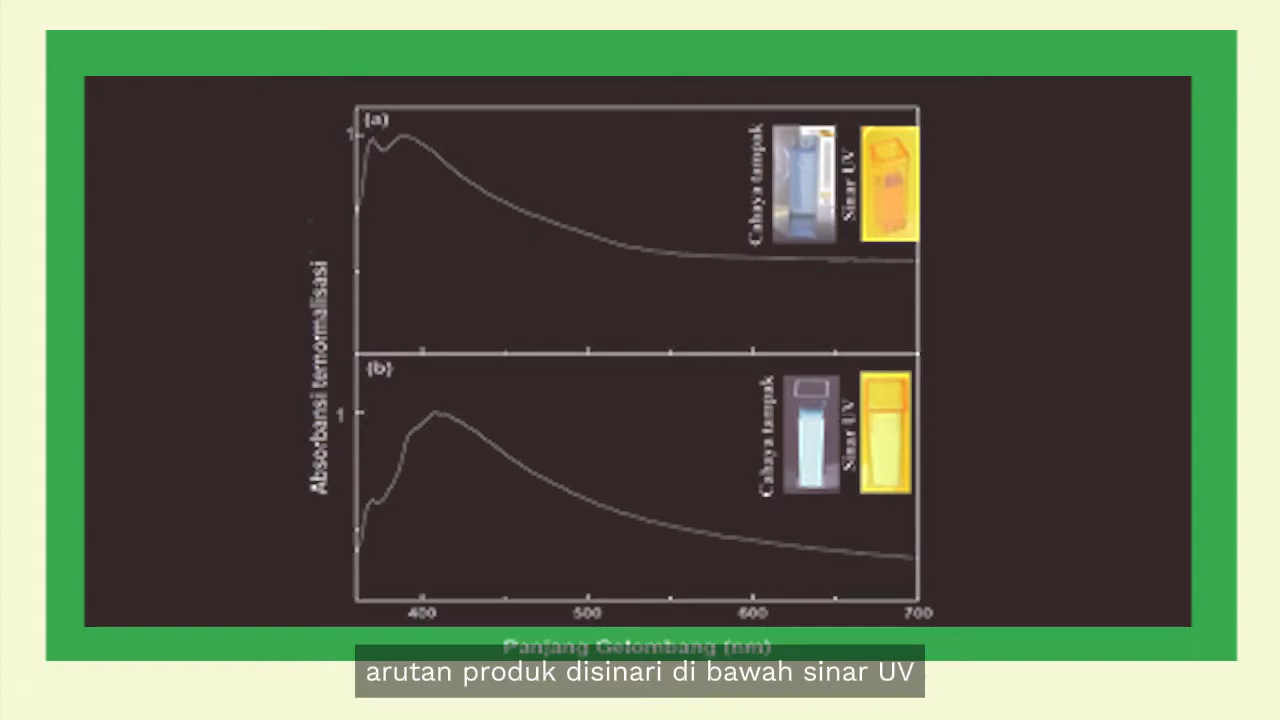 (a)
1
Cahaya tampak
Sinar UV
Absorbansi ternormalisasi
(b)
1
Cahaya tampak
Sinar UV
400
500
600
700
Panjang Gelombang (nm)
arutan produk disinari di bawah sinar UV